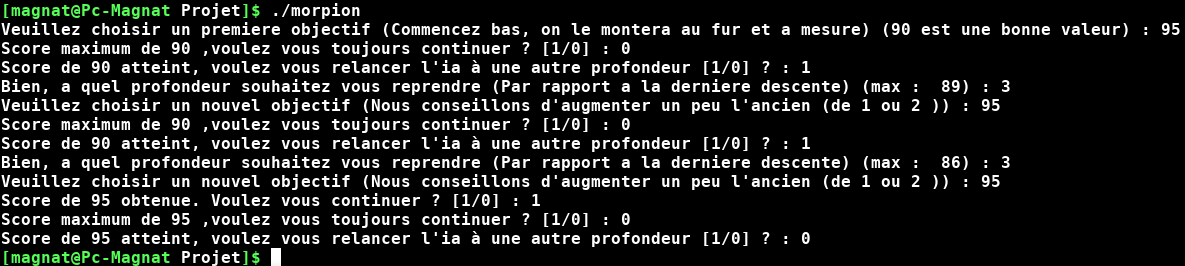 [magnat@Pc-Magnat Projet]$ ./morpion
Veuillez choisir un premiere objectif (Commencez bas, on le montera au fur et a mesure) (90 est une bonne valeur) : 95
Score maximum de 90 ,voulez vous toujours continuer ? [1/0] : 0
Score de 90 atteint, voulez vous relancer l'ia à une autre profondeur [1/0] ? : 1
Bien, a quel profondeur souhaitez vous reprendre (Par rapport a la derniere descente) (max :  89) : 3
Veuillez choisir un nouvel objectif (Nous conseillons d'augmenter un peu l'ancien (de 1 ou 2 )) : 95
Score maximum de 90 ,voulez vous toujours continuer ? [1/0] : 0
Score de 90 atteint, voulez vous relancer l'ia à une autre profondeur [1/0] ? : 1
Bien, a quel profondeur souhaitez vous reprendre (Par rapport a la derniere descente) (max :  86) : 3
Veuillez choisir un nouvel objectif (Nous conseillons d'augmenter un peu l'ancien (de 1 ou 2 )) : 95
Score de 95 obtenue. Voulez vous continuer ? [1/0] : 1
Score maximum de 95 ,voulez vous toujours continuer ? [1/0] : 0
Score de 95 atteint, voulez vous relancer l'ia à une autre profondeur [1/0] ? : 0
[magnat@Pc-Magnat Projet]$